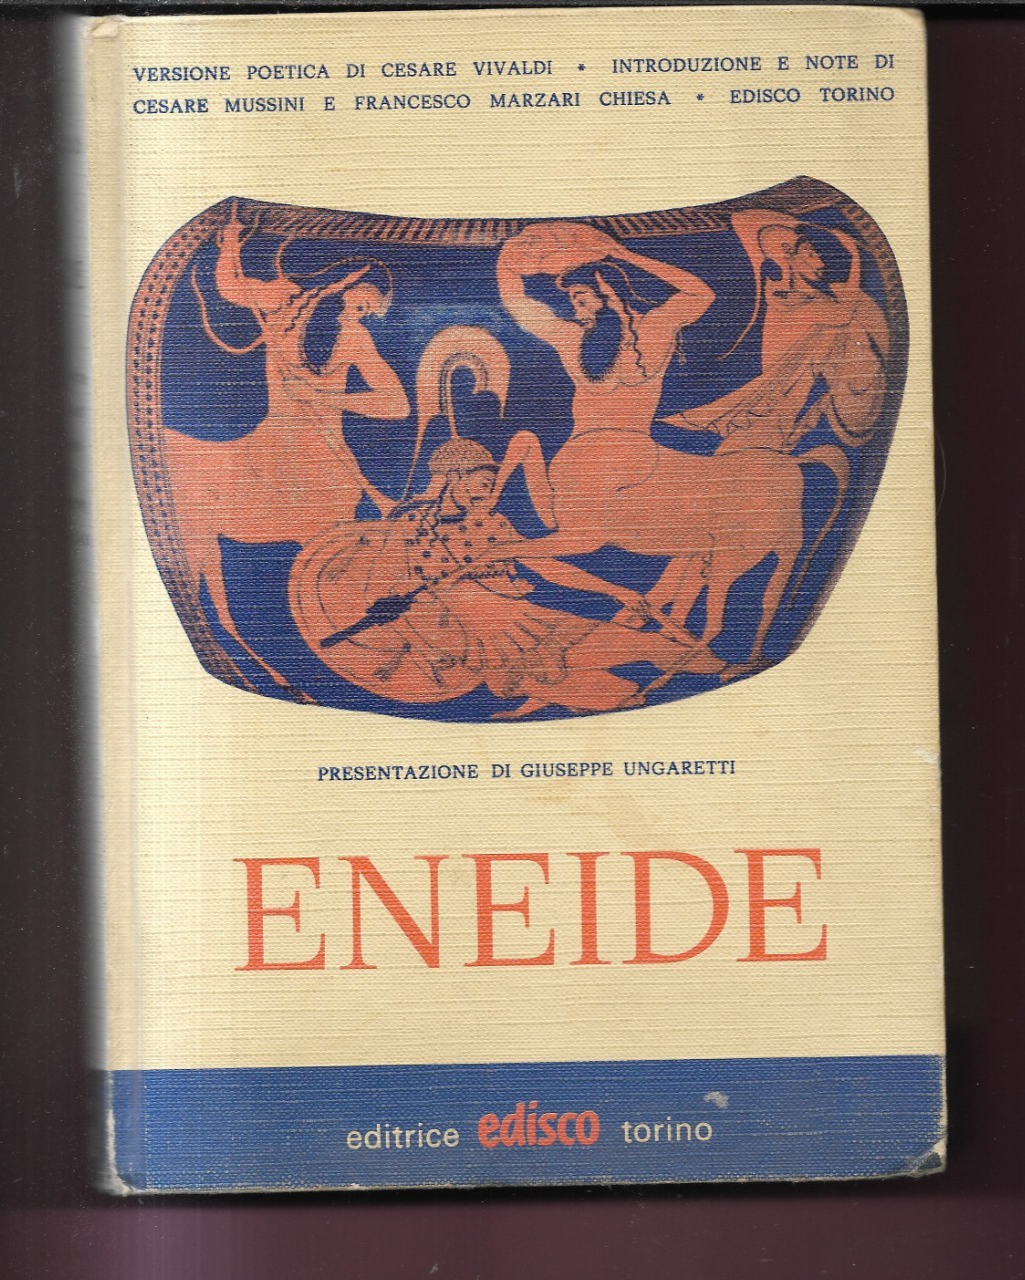 VERSIONE POETICA DI CESARE VIVALDI * INTRODUZIONE E NOTE DI
CESARE MUSSINI E FRANCESCO MARZARI CHIESA * EDISCO TORINO
PRESENTAZIONE DI GIUSEPPE UNGARETTI
ENEIDE
editrice edisco torino